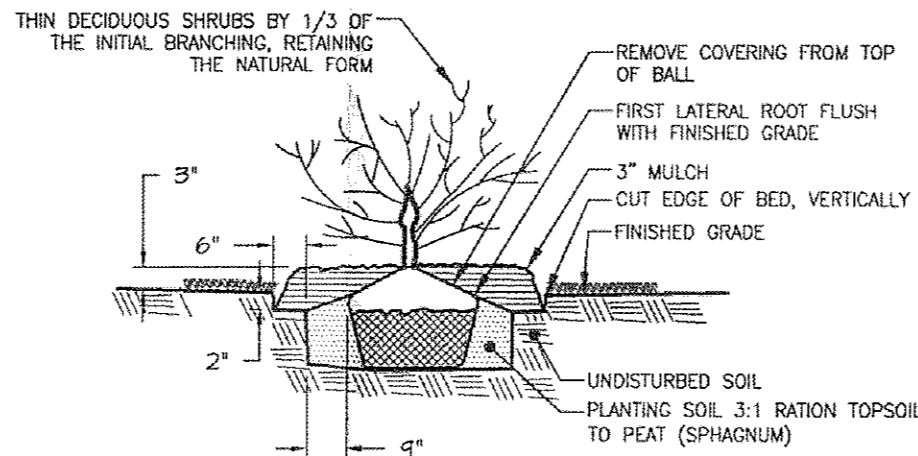 THIN DECIDUOUS SHRUBS BY 1/3 OF
THE INITIAL BRANCHING, RETAINING
THE NATURAL FORM
REMOVE COVERING FROM TOP
OF BALL
FIRST LATERAL ROOT FLUSH
WITH FINISHED GRADE
3" MULCH
CUT EDGE OF BED, VERTICALLY
FINISHED GRADE
3"
6"
2"
9"
UNDISTURBED SOIL
PLANTING SOIL 3:1 RATION TOPSOIL
TO PEAT (SPHAGNUM)